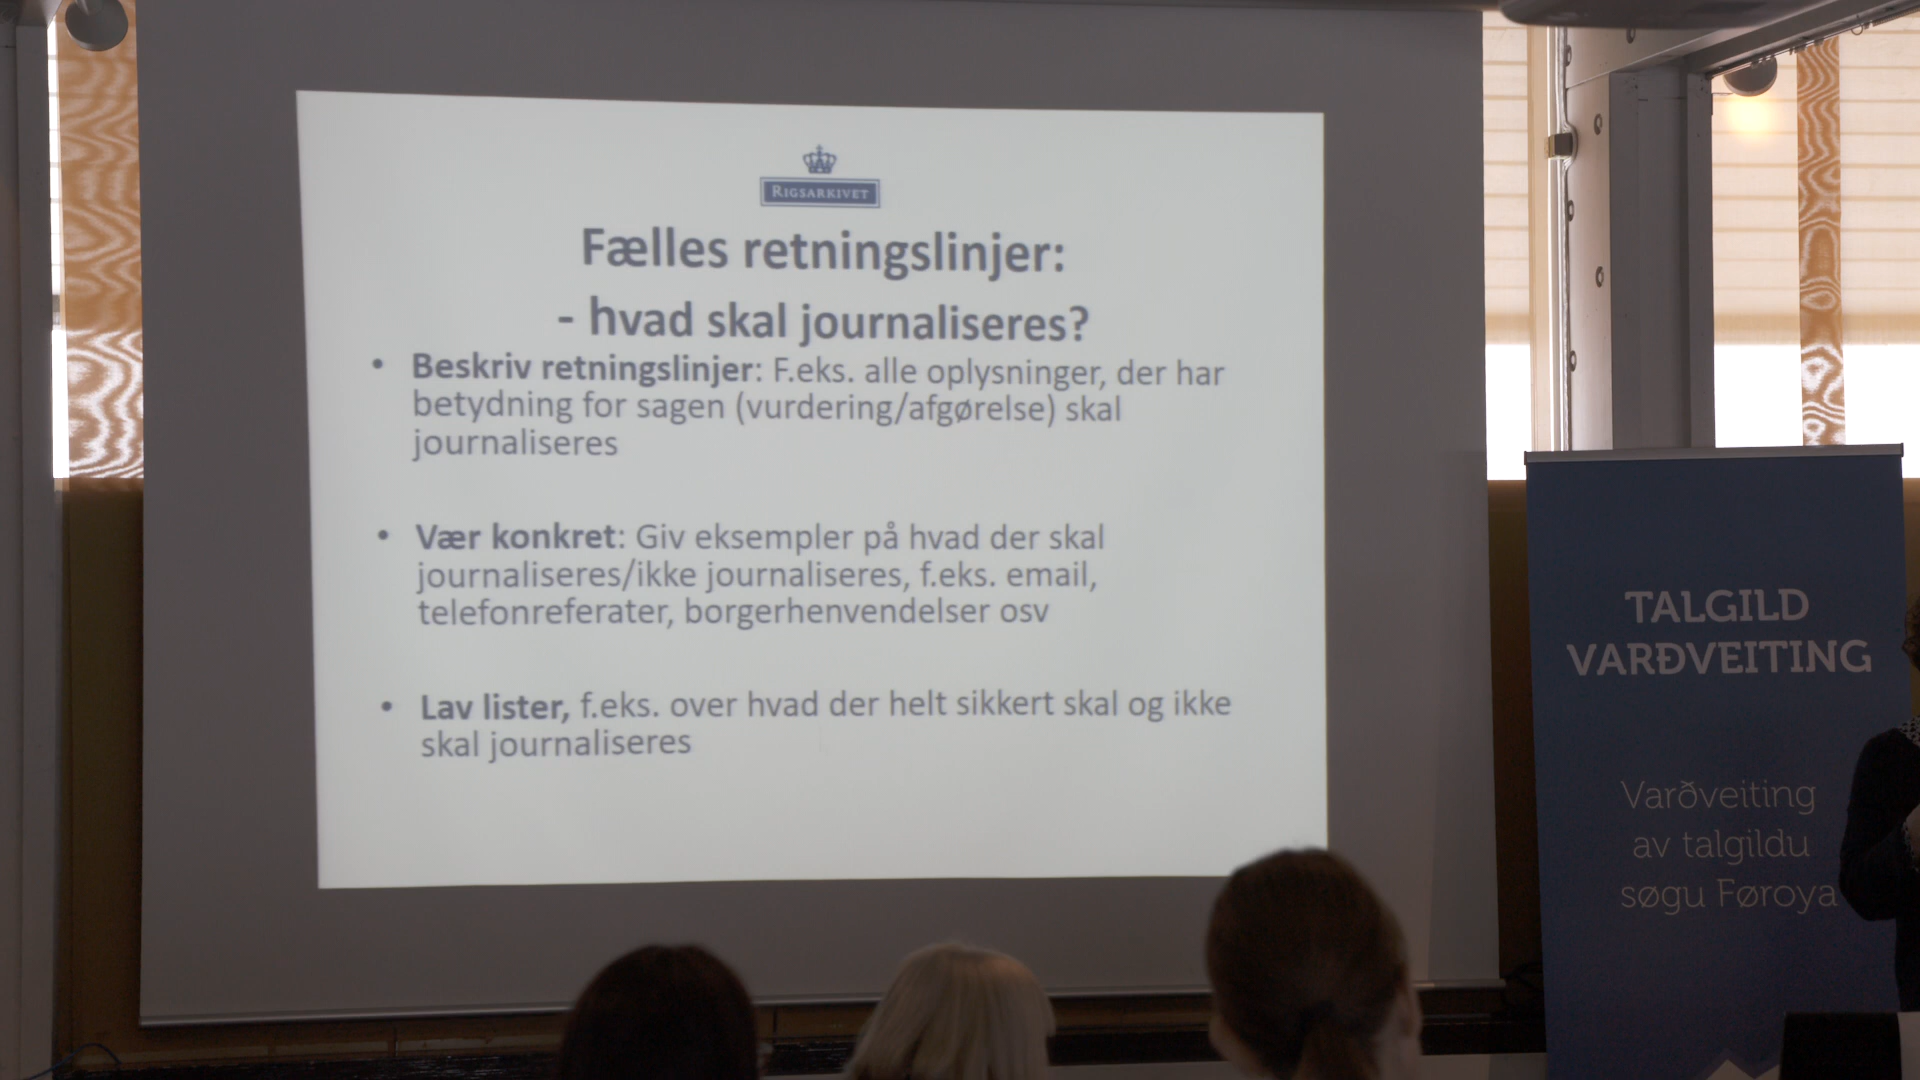 RIGSARKIVET
Fælles retningslinjer:
- hvad skal journaliseres?
• Beskriv retningslinjer: F.eks. alle oplysninger, der har
betydning for sagen (vurdering/afgørelse) skal
journaliseres
• Vær konkret: Giv eksempler på hvad der skal
journaliseres/ikke journaliseres, f.eks. email,
telefonreferater, borgerhenvendelser osv
• Lav lister, f.eks. over hvad der helt sikkert skal og ikke
skal journaliseres
TALGILD
VARÐVEITING
Varðveiting
av talgildu
søgu Føroya